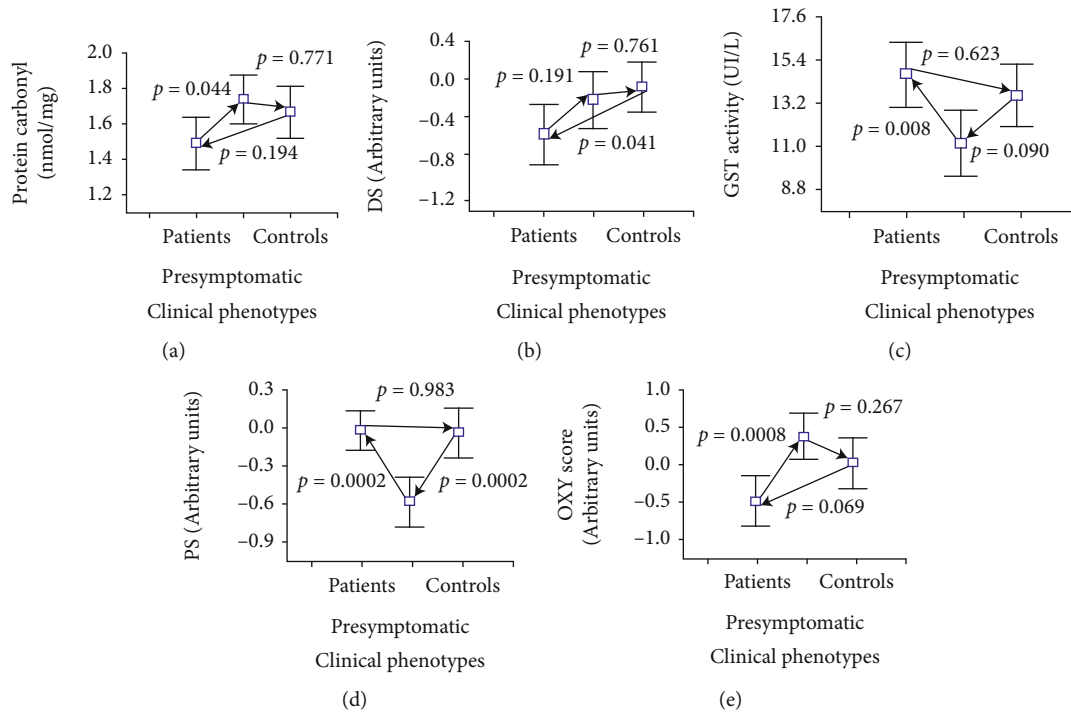 Protein carbonyl
(nmol/mg)
2.0
1.8
1.6
1.4
1.2
p = 0.771
p = 0.044
p = 0.194
Patients
Controls
Presymptomatic
Clinical phenotypes
(a)
DS (Arbitrary units)
0.4
0.0
−0.4
−0.8
−1.2
p = 0.761
p = 0.191
p = 0.041
Patients
Controls
Presymptomatic
Clinical phenotypes
(b)
GST activity (UI/L)
17.6
15.4
13.2
11.0
8.8
p = 0.623
p = 0.008
p = 0.090
Patients
Controls
Presymptomatic
Clinical phenotypes
(c)
PS (Arbitrary units)
0.3
0.0
−0.3
−0.6
−0.9
p = 0.983
p = 0.0002
p = 0.0002
Patients
Controls
Presymptomatic
Clinical phenotypes
(d)
OXY score
(Arbitrary units)
1.0
0.5
0.0
−0.5
−1.0
p = 0.267
p = 0.0008
p = 0.069
Patients
Controls
Presymptomatic
Clinical phenotypes
(e)